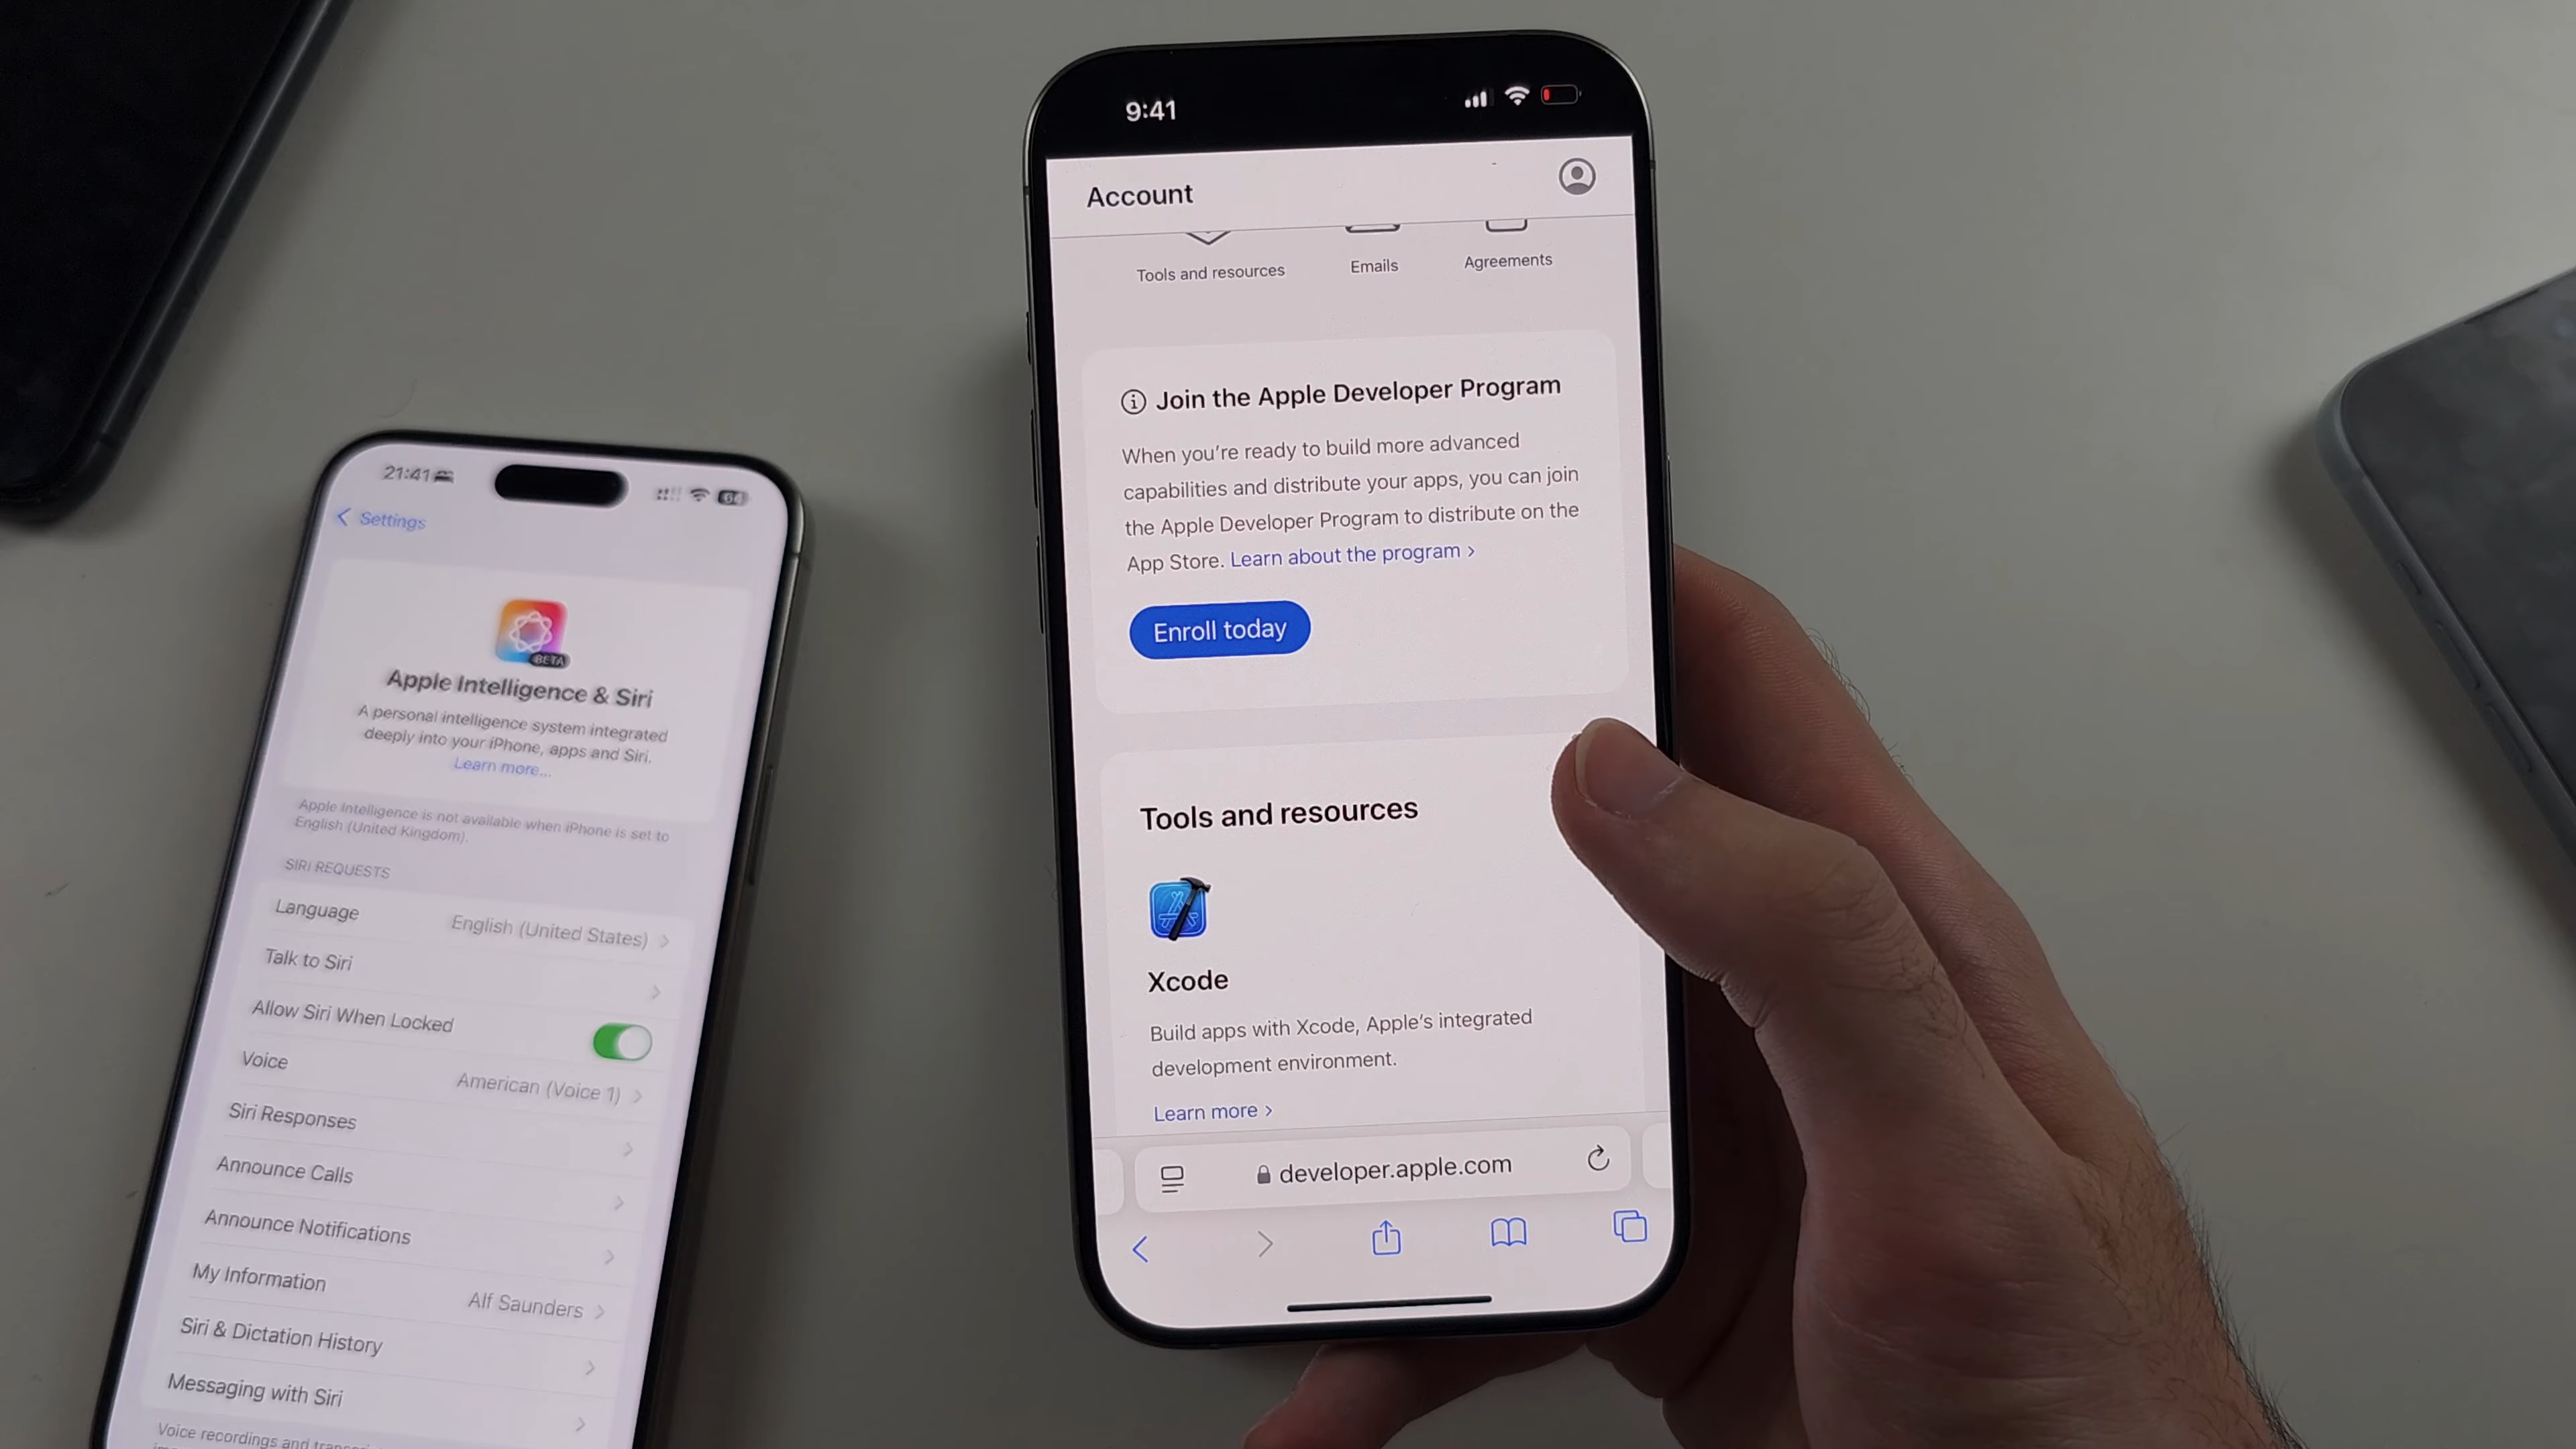 21:41
64
Settings
BETA
Apple Intelligence & Siri
A personal intelligence system integrated
deeply into your iPhone, apps and Siri.
Learn more...
Apple Intelligence is not available when iPhone is set to
English (United Kingdom).
SIRI REQUESTS
Language English (United States)
Talk to Siri
Allow Siri When Locked
Voice American (Voice 1)
Siri Responses
Announce Calls
Announce Notifications
My Information Alf Saunders
Siri & Dictation History
Messaging with Siri
Voice recordings and
9:41
Account
Tools and resources Emails Agreements
Join the Apple Developer Program
When you’re ready to build more advanced
capabilities and distribute your apps, you can join
the Apple Developer Program to distribute on the
App Store. Learn about the program >
Enroll today
Tools and resources
Xcode
Build apps with Xcode, Apple’s integrated
development environment.
Learn more >
developer.apple.com